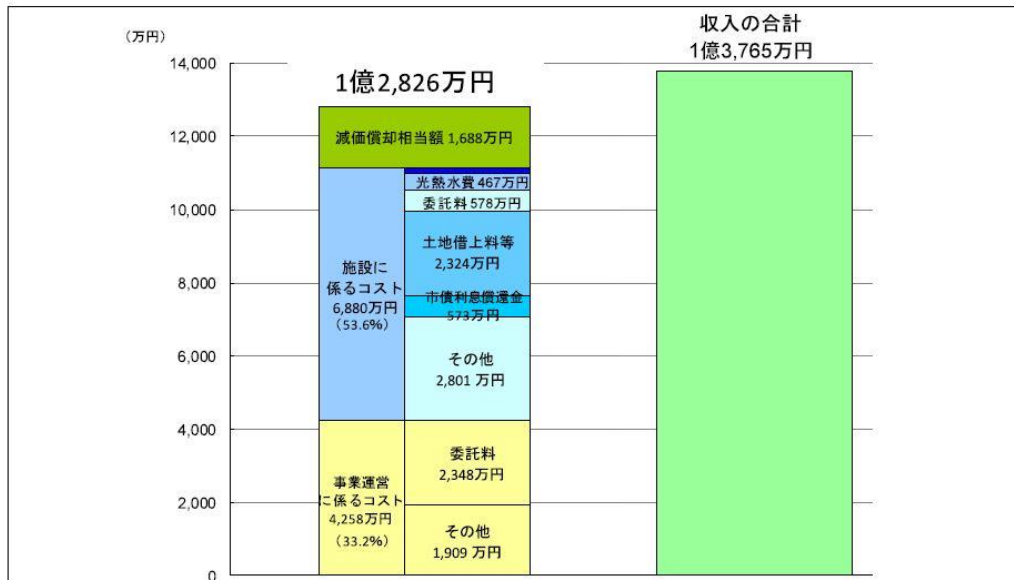 （万円）
収入の合計
1億3,765万円
1億2,826万円
14,000
12,000
10,000
8,000
6,000
4,000
2,000
0
減価償却相当額 1,688万円
光熱水費 467万円
委託料 578万円
土地借上料等
2,324万円
市債利息償還金
573万円
その他
2,801 万円
施設に
係るコスト
6,880万円
（53.6%）
委託料
2,348万円
その他
1,909 万円
事業運営
に係るコスト
4,258万円
（33.2%）